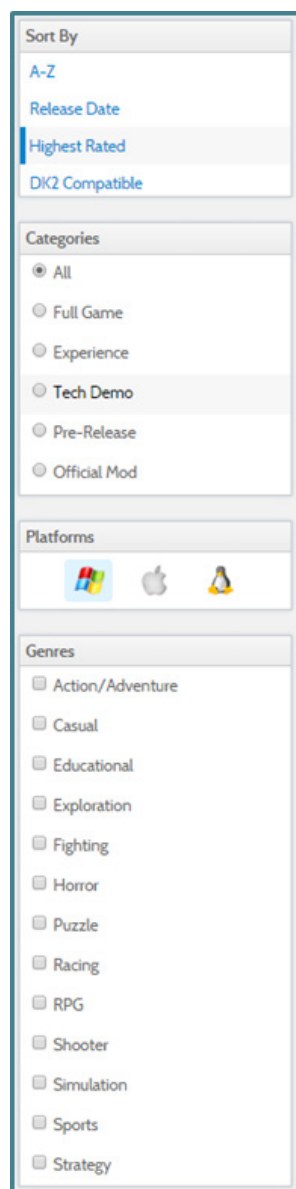 Sort By
A-Z
Release Date
Highest Rated
DK2 Compatible
Categories
All
Full Game
Experience
Tech Demo
Pre-Release
Official Mod
Platforms
Genres
Action/Adventure
Casual
Educational
Exploration
Fighting
Horror
Puzzle
Racing
RPG
Shooter
Simulation
Sports
Strategy